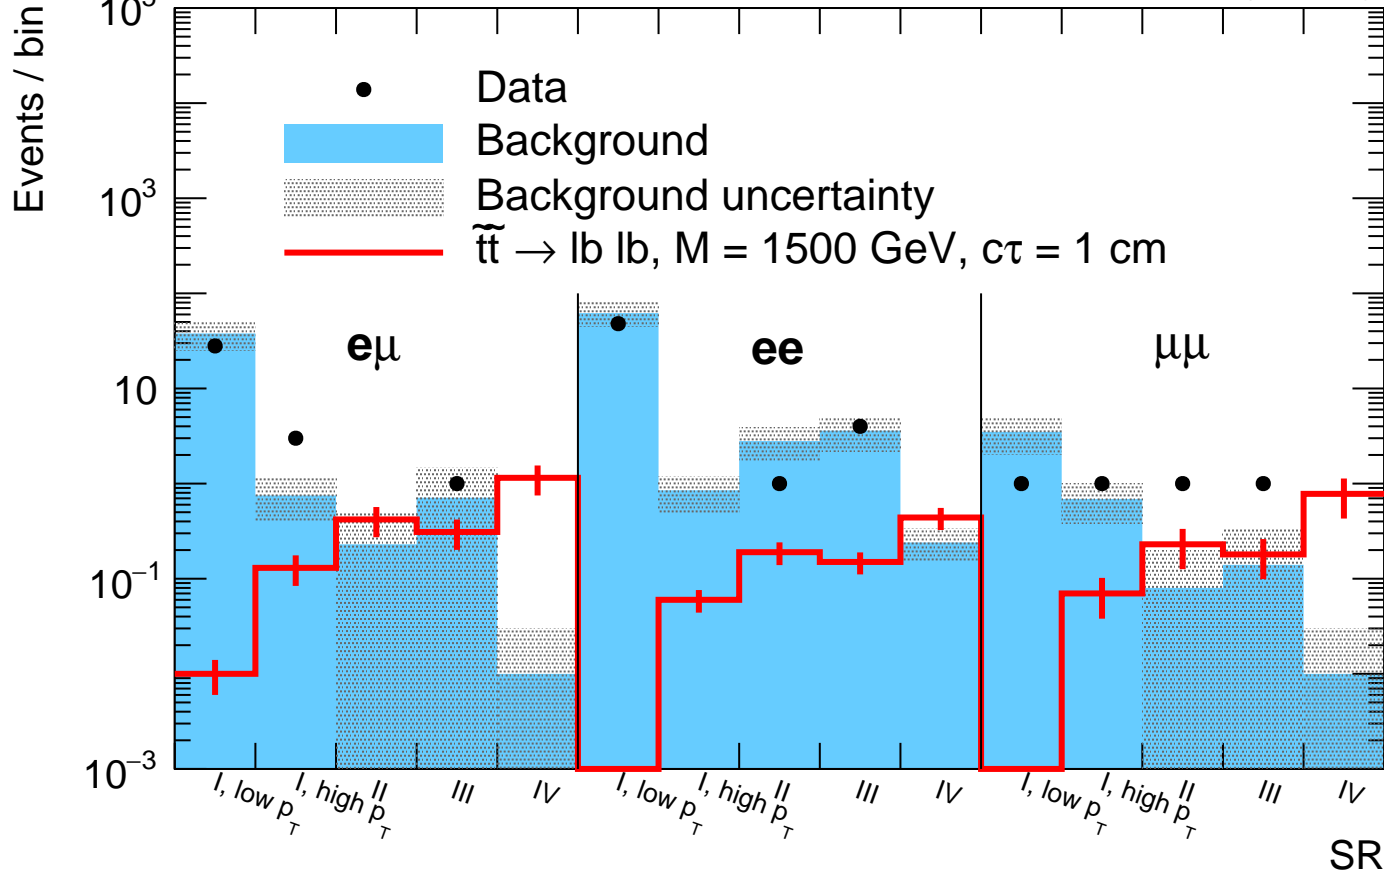 Events / bin
10⁵
10³
10
10⁻¹
10⁻³
Data
Background
Background uncertainty
t̃t̃ → lb lb, M = 1500 GeV, cτ = 1 cm
eμ
ee
μμ
I, low p_T
I, high p_T
II
III
IV
I, low p_T
I, high p_T
II
III
IV
I, low p_T
I, high p_T
II
III
IV
SR